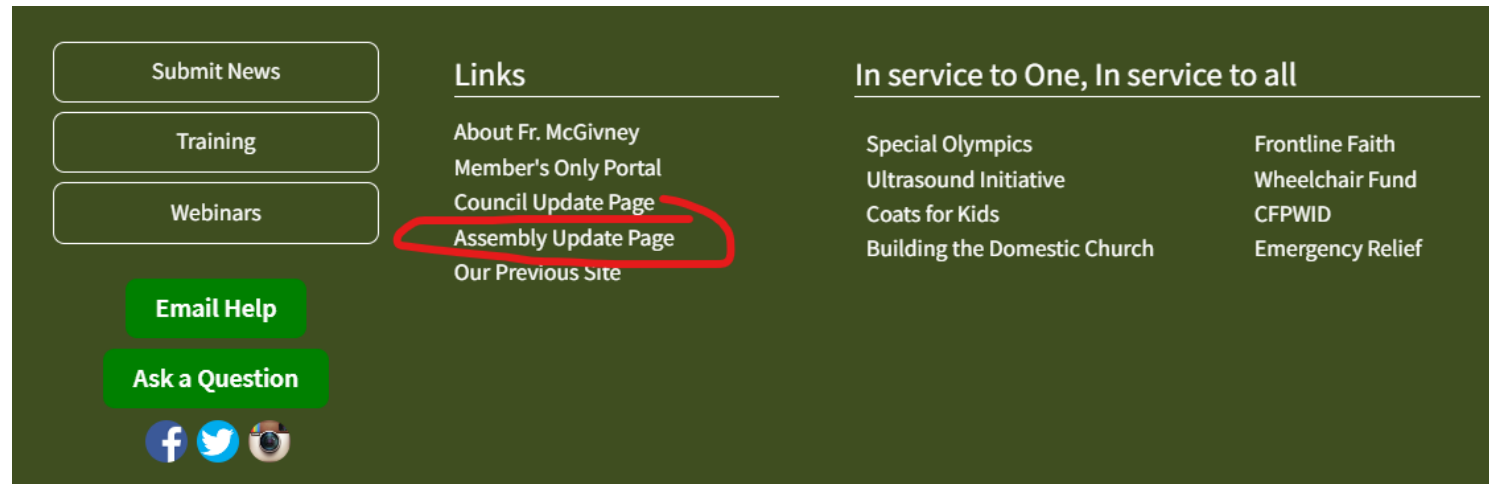 Submit News
Training
Webinars
Email Help
Ask a Question
Links
About Fr. McGivney
Member's Only Portal
Council Update Page
Assembly Update Page
Our Previous Site
In service to One, In service to all
Special Olympics
Ultrasound Initiative
Coats for Kids
Building the Domestic Church
Frontline Faith
Wheelchair Fund
CFPWID
Emergency Relief